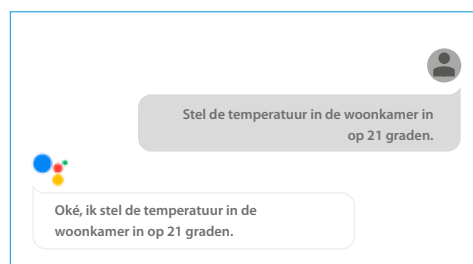 Stel de temperatuur in de woonkamer in
op 21 graden.
Oké, ik stel de temperatuur in de
woonkamer in op 21 graden.